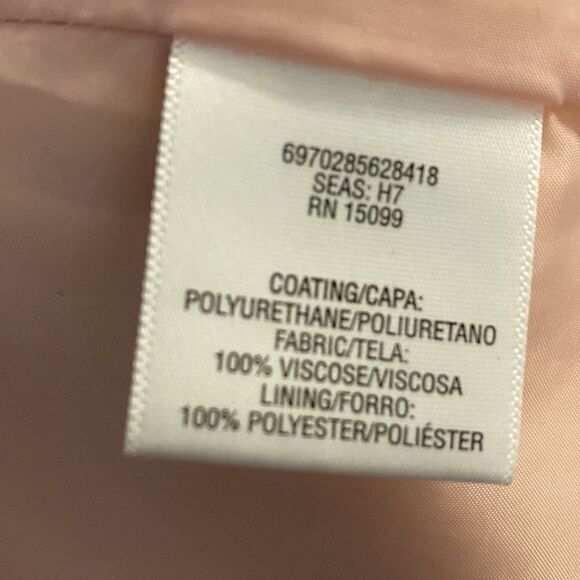 6970285628418
SEAS: H7
RN 15099
COATING/CAPA:
POLYURETHANE/POLIURETANO
FABRIC/TELA:
100% VISCOSE/VISCOSA
LINING/FORRO:
100% POLYESTER/POLIÉSTER